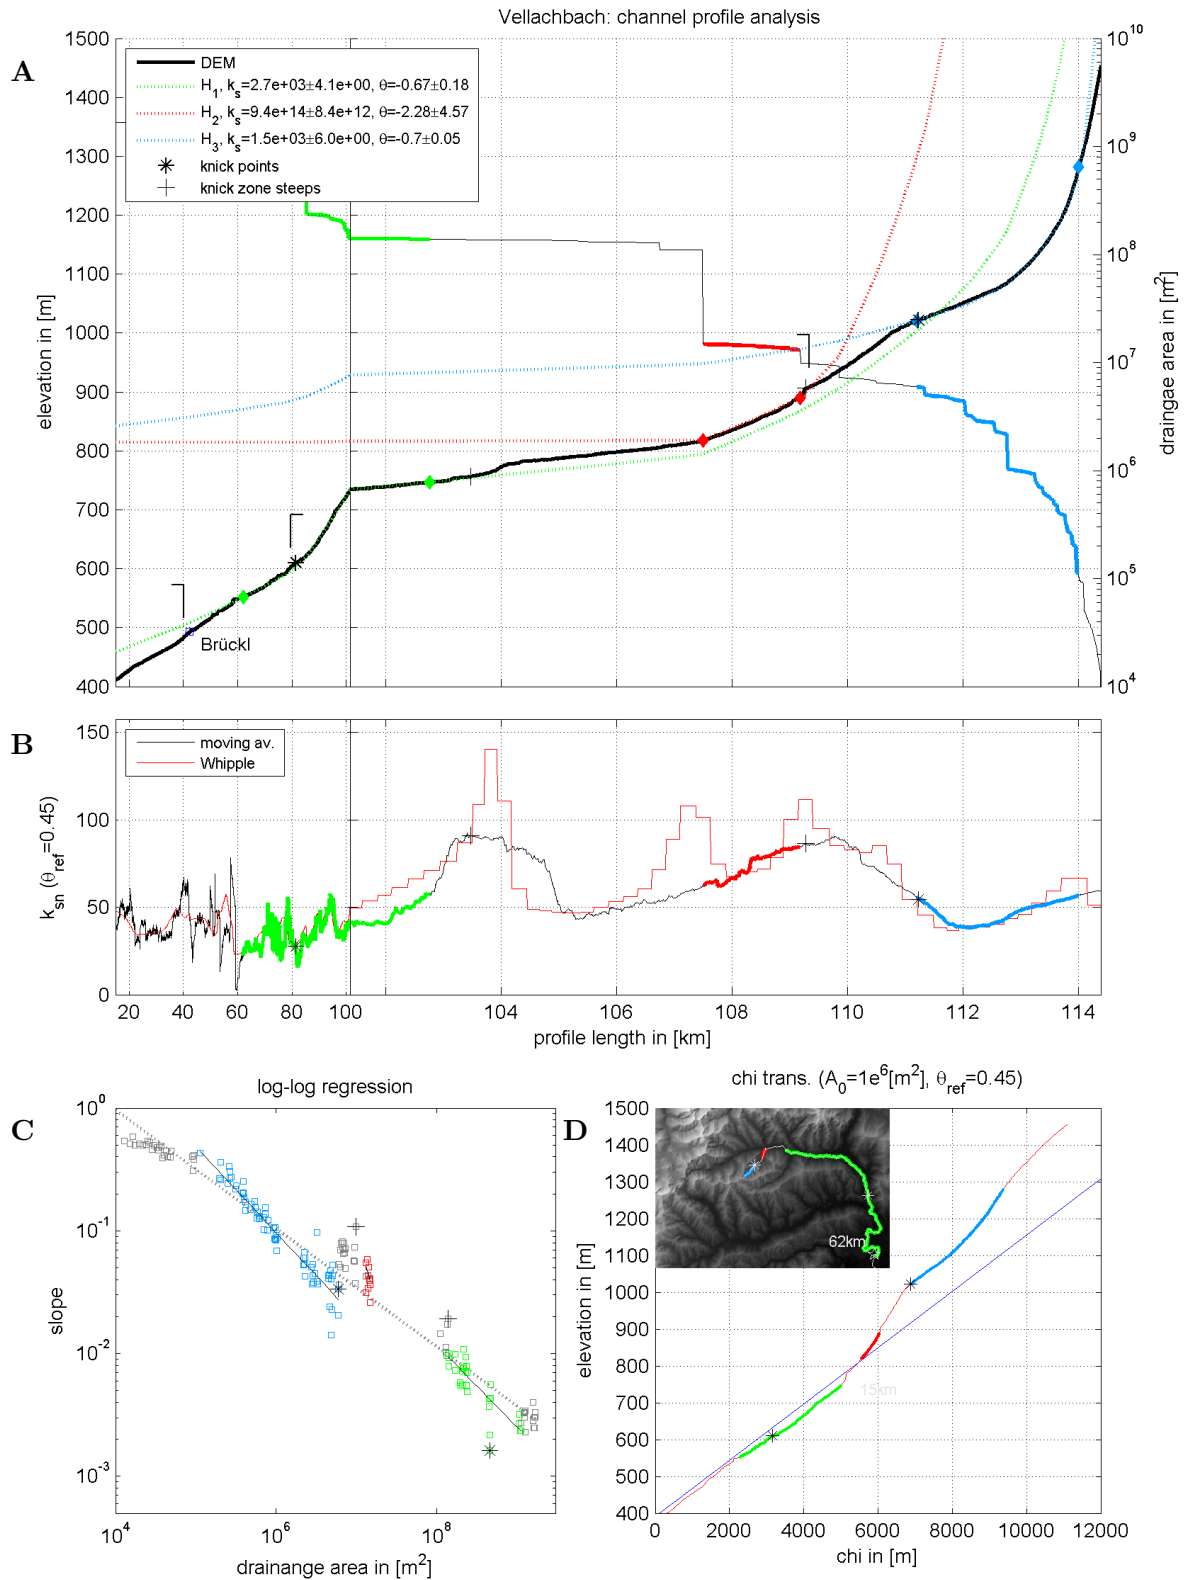 Vellachbach: channel profile analysis
A
1500
1400
1300
1200
1100
1000
900
800
700
600
500
400
elevation in [m]
DEM
H1, ks=2.7e+03±4.1e+00, θ=-0.67±0.18
H2, ks=9.4e+14±8.4e+12, θ=-2.28±4.57
H3, ks=1.5e+03±6.0e+00, θ=-0.7±0.05
knick points
knick zone steeps
Brückl
10^10
10^9
10^8
10^7
10^6
10^5
10^4
draingae area in [m^2]
B
150
100
50
0
ksn (θref=0.45)
moving av.
Whipple
20 40 60 80 100 104 106 108 110 112 114
profile length in [km]
log-log regression
C
10^0
10^-1
10^-2
10^-3
slope
10^4 10^6 10^8
drainange area in [m^2]
chi trans. (A0=1e^6[m^2], θref=0.45)
D
1500
1400
1300
1200
1100
1000
900
800
700
600
500
400
elevation in [m]
62km
15km
0 2000 4000 6000 8000 10000 12000
chi in [m]